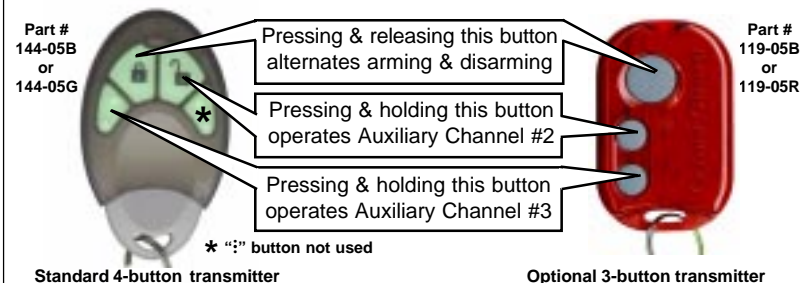 Part #
144-05B
or
144-05G
Pressing & releasing this button
alternates arming & disarming
Pressing & holding this button
operates Auxiliary Channel #2
Pressing & holding this button
operates Auxiliary Channel #3
Part #
119-05B
or
119-05R
*
* "⁝" button not used
Standard 4-button transmitter
Optional 3-button transmitter